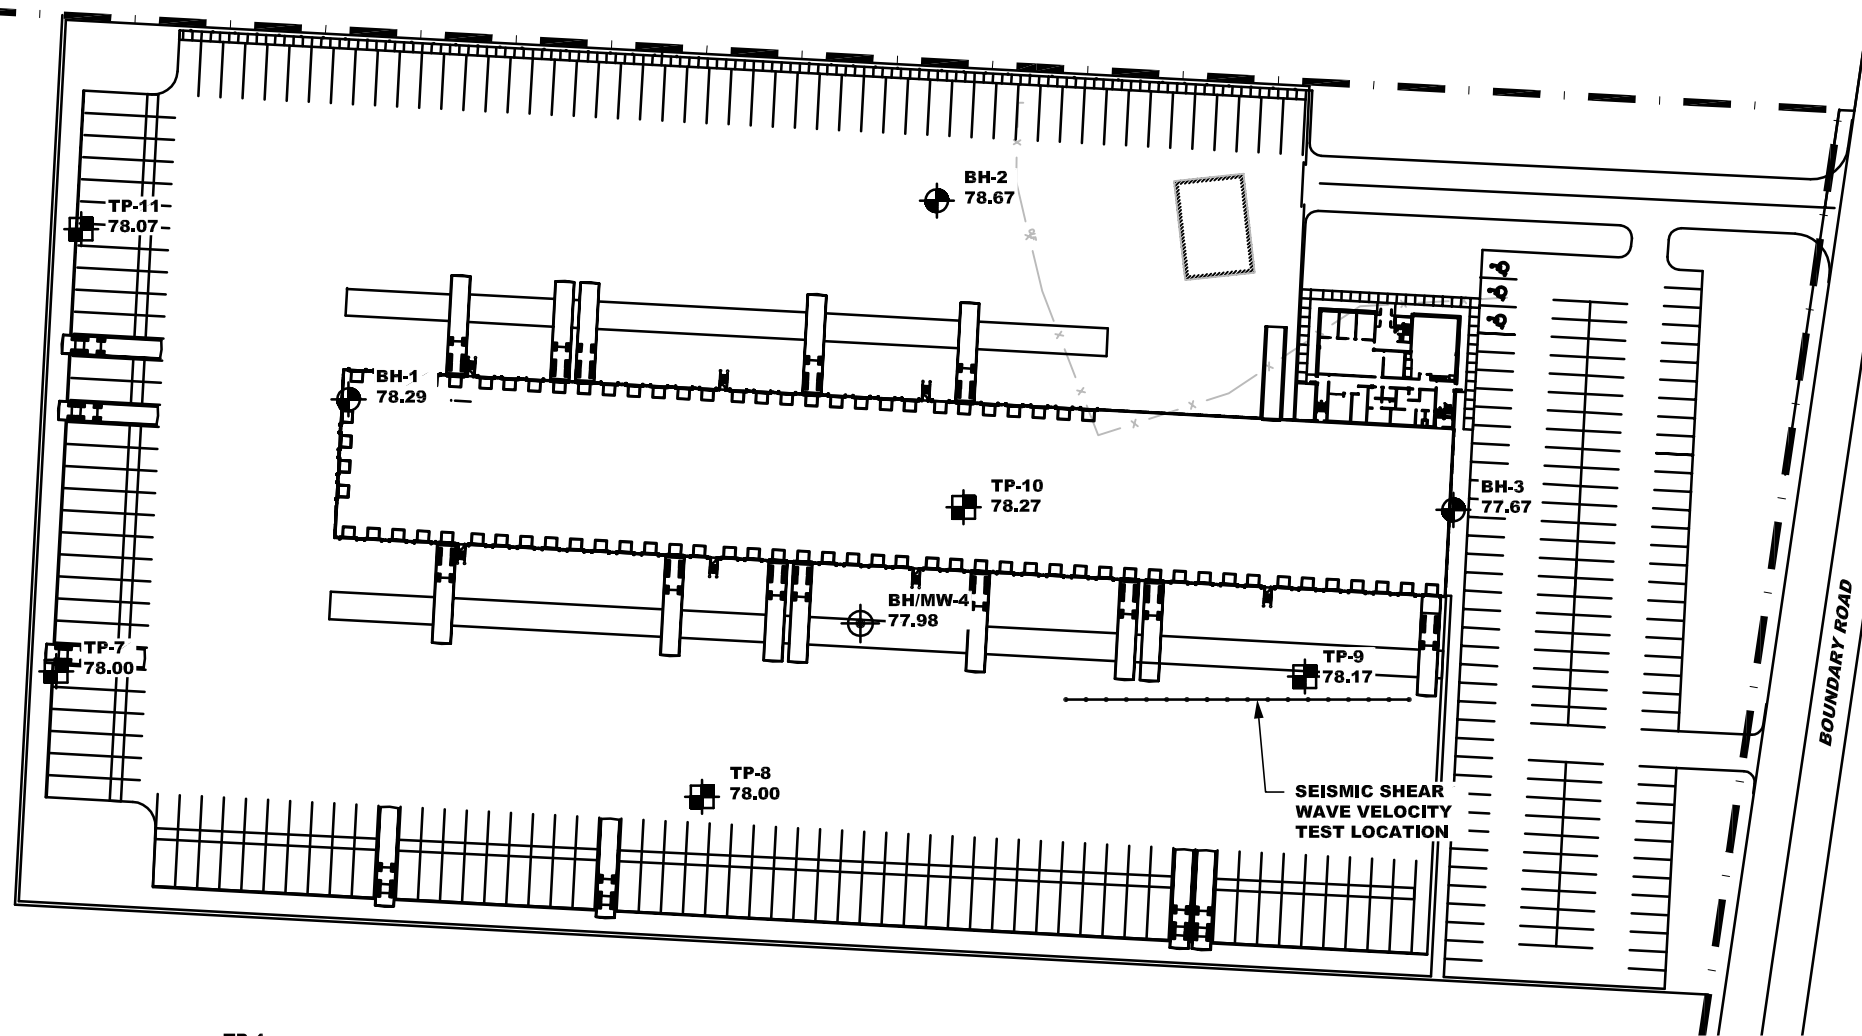 BH-2
78.67
TP-11
78.07
BH-1
78.29
TP-10
78.27
BH-3
77.67
BH/MW-4
77.98
TP-7
78.00
TP-9
78.17
TP-8
78.00
SEISMIC SHEAR
WAVE VELOCITY
TEST LOCATION
BOUNDARY ROAD